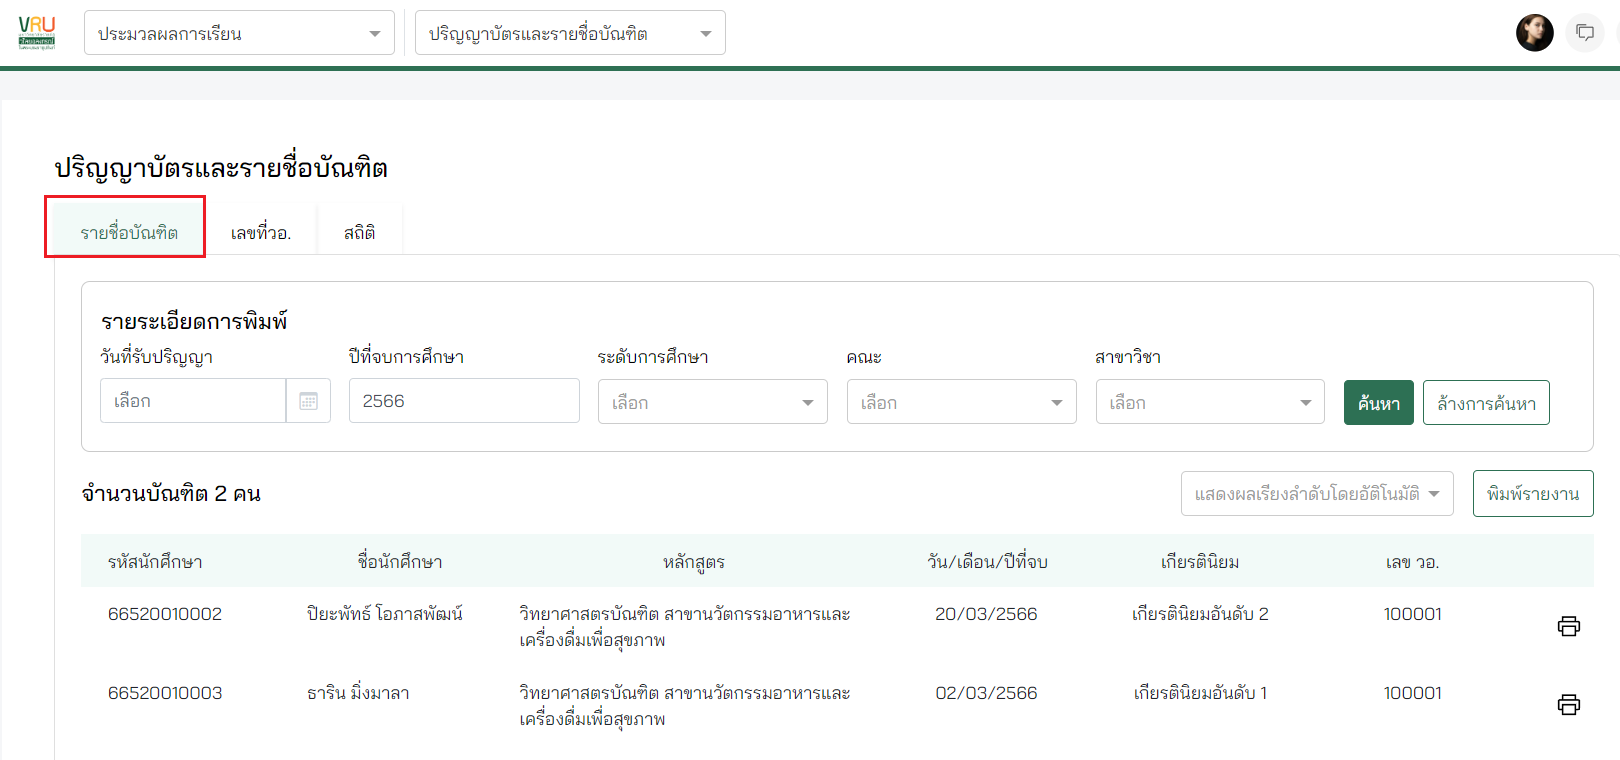 VRU
ประมวลผลการเรียน
ปริญญาบัตรและรายชื่อบัณฑิต
ปริญญาบัตรและรายชื่อบัณฑิต
รายชื่อบัณฑิต เลขที่วอ. สถิติ
รายระเอียดการพิมพ์
วันที่รับปริญญา ปีที่จบการศึกษา ระดับการศึกษา คณะ สาขาวิชา
เลือก 2566 เลือก เลือก เลือก ค้นหา ล้างการค้นหา
จำนวนบัณฑิต 2 คน แสดงผลเรียงลำดับโดยอัติโนมัติ พิมพ์รายงาน
รหัสนักศึกษา ชื่อนักศึกษา หลักสูตร วัน/เดือน/ปีที่จบ เกียรตินิยม เลข วอ.
66520010002 ปิยะพัทธ์ โอภาสพัฒน์ วิทยาศาสตรบัณฑิต สาขานวัตกรรมอาหารและ 20/03/2566 เกียรตินิยมอันดับ 2 100001
เครื่องดื่มเพื่อสุขภาพ
66520010003 ธาริน มิ่งมาลา วิทยาศาสตรบัณฑิต สาขานวัตกรรมอาหารและ 02/03/2566 เกียรตินิยมอันดับ 1 100001
เครื่องดื่มเพื่อสุขภาพ